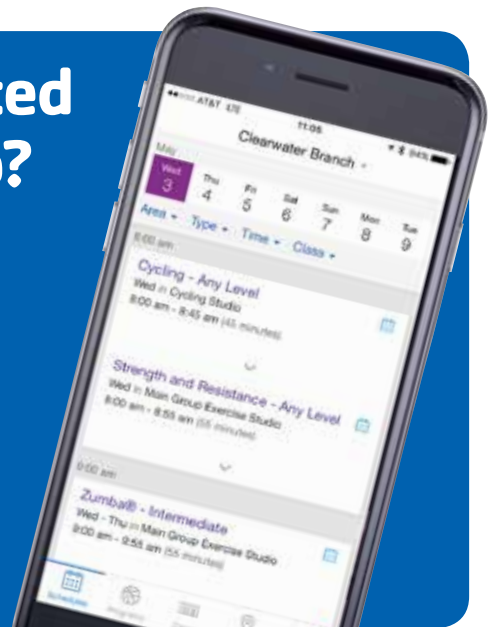 ted
?
AT&T LTE
11:05
94%
Clearwater Branch
May
Wed Thu Fri Sat Sun Mon Tue
3 4 5 6 7 8 9
Area Type Time Class
Cycling - Any Level
Wed in Cycling Studio
8:00 am - 8:45 am (45 minutes)
Strength and Resistance - Any Level
Wed in Main Group Exercise Studio
8:00 am - 8:55 am (55 minutes)
9:00 am
Zumba® - Intermediate
Wed - Thu in Main Group Exercise Studio
9:00 am - 9:55 am (55 minutes)
Schedules